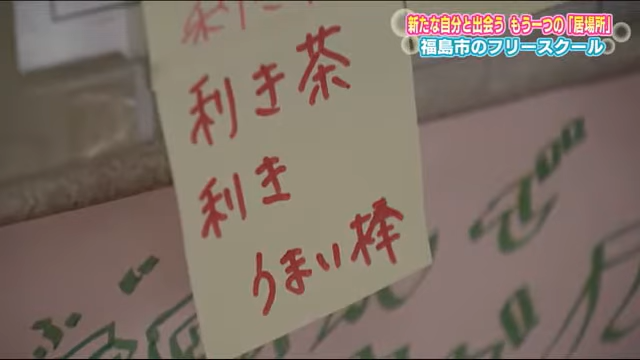 新たな自分と出会う もう一つの「居場所」
福島市のフリースクール
利き茶
利き
うまい棒